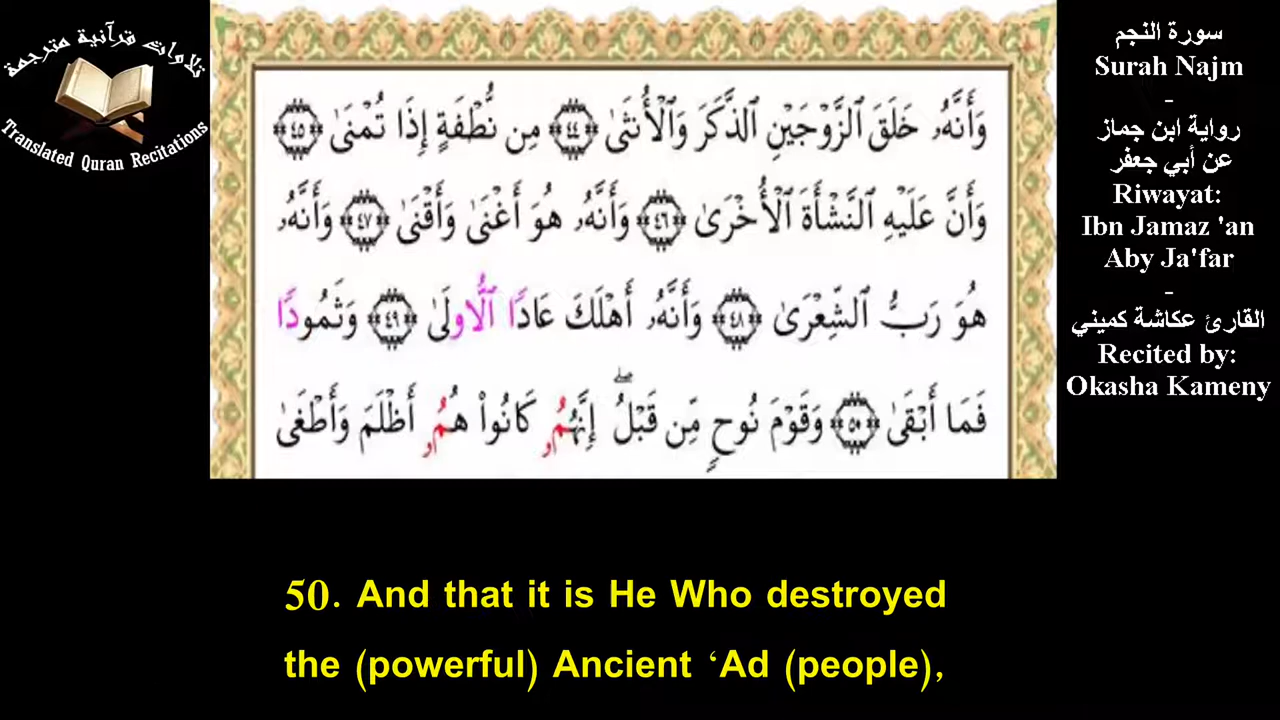 تلاوات قرآنية مترجمة
Translated Quran Recitations
وَأَنَّهُۥ خَلَقَ ٱلزَّوْجَيْنِ ٱلذَّكَرَ وَٱلْأُنثَىٰ ٤٤ مِن نُّطْفَةٍ إِذَا تُمْنَىٰ ٤٥
وَأَنَّ عَلَيْهِ ٱلنَّشْأَةَ ٱلْأُخْرَىٰ ٤٦ وَأَنَّهُۥ هُوَ أَغْنَىٰ وَأَقْنَىٰ ٤٧ وَأَنَّهُۥ
هُوَ رَبُّ ٱلشِّعْرَىٰ ٤٨ وَأَنَّهُۥ أَهْلَكَ عَادًا ٱلُّاولَىٰ ٤٩ وَثَمُودًا
فَمَا أَبْقَىٰ ٥٠ وَقَوْمَ نُوحٍ مِّن قَبْلُ ۖ إِنَّهُمُۥ كَانُوا۟ هُمُۥ أَظْلَمَ وَأَطْغَىٰ
50. And that it is He Who destroyed
the (powerful) Ancient ‘Ad (people),
سورة النجم
Surah Najm
-
رواية ابن جماز
عن أبي جعفر
Riwayat:
Ibn Jamaz 'an
Aby Ja'far
-
القارئ عكاشة كميني
Recited by:
Okasha Kameny